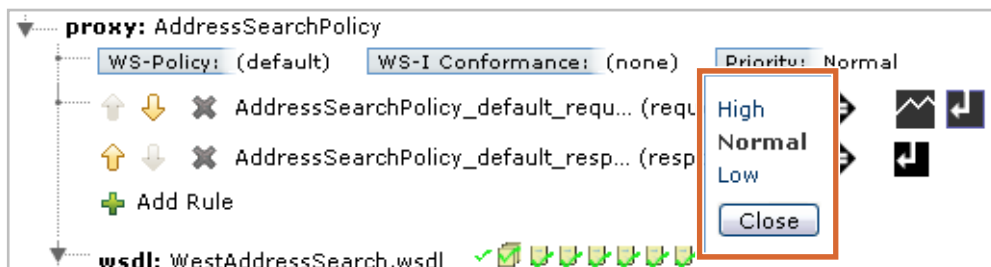 proxy: AddressSearchPolicy
WS-Policy: (default) WS-I Conformance: (none) Priority: Normal
AddressSearchPolicy_default_requ... (requ
High
Normal
Low
AddressSearchPolicy_default_resp... (resp
Add Rule
Close
wsdl: WestAddressSearch.wsdl